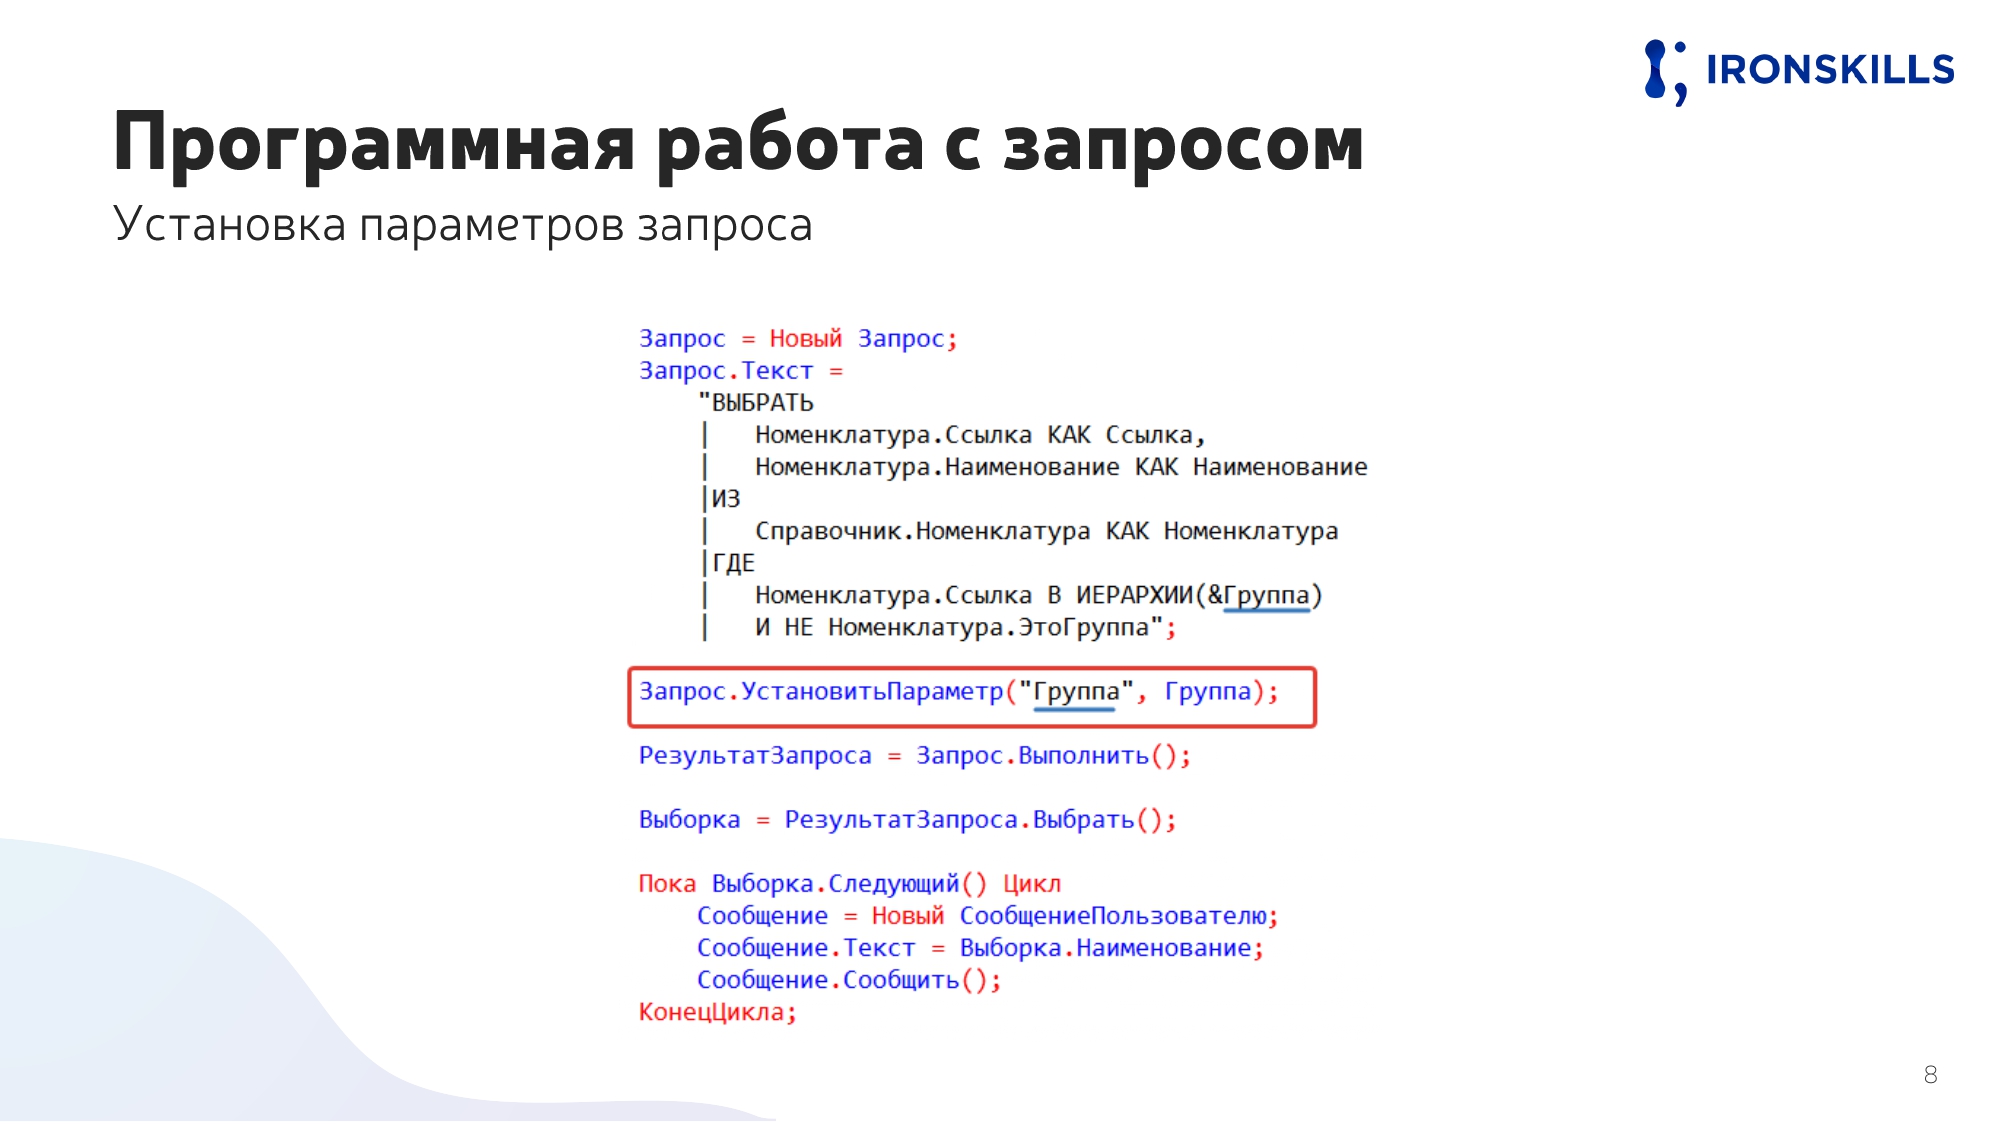 IRONSKILLS
Программная работа с запросом
Установка параметров запроса
Запрос = Новый Запрос;
Запрос.Текст =
    "ВЫБРАТЬ
    |   Номенклатура.Ссылка КАК Ссылка,
    |   Номенклатура.Наименование КАК Наименование
    |ИЗ
    |   Справочник.Номенклатура КАК Номенклатура
    |ГДЕ
    |   Номенклатура.Ссылка В ИЕРАРХИИ(&Группа)
    |   И НЕ Номенклатура.ЭтоГруппа";
Запрос.УстановитьПараметр("Группа", Группа);
РезультатЗапроса = Запрос.Выполнить();
Выборка = РезультатЗапроса.Выбрать();
Пока Выборка.Следующий() Цикл
    Сообщение = Новый СообщениеПользователю;
    Сообщение.Текст = Выборка.Наименование;
    Сообщение.Сообщить();
КонецЦикла;
8